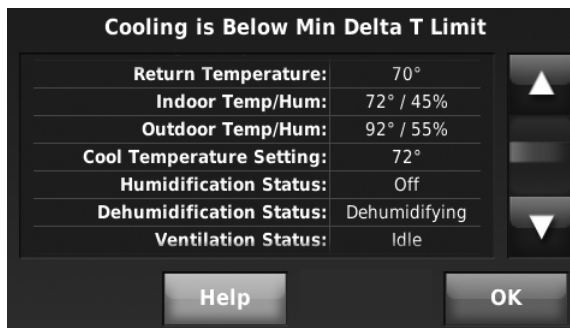 Cooling is Below Min Delta T Limit
Return Temperature: 70°
Indoor Temp/Hum: 72° / 45%
Outdoor Temp/Hum: 92° / 55%
Cool Temperature Setting: 72°
Humidification Status: Off
Dehumidification Status: Dehumidifying
Ventilation Status: Idle
Help OK